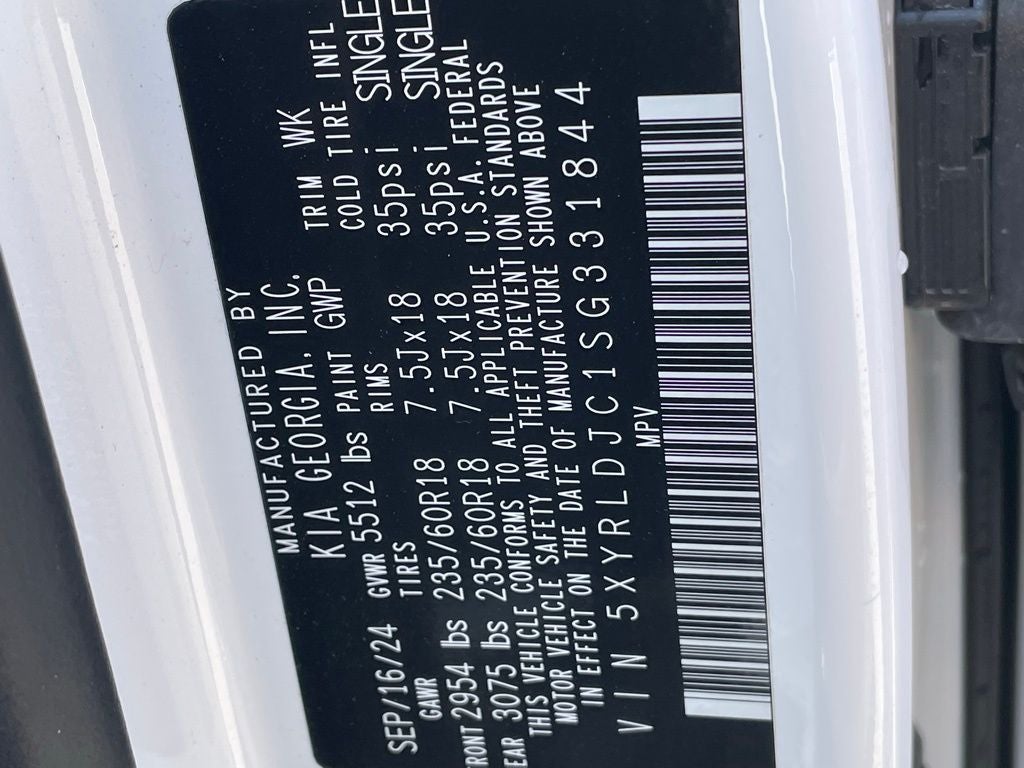 MANUFACTURED BY
KIA GEORGIA, INC.
SEP/16/24 GVWR 5512 lbs PAINT GWP TRIM WK
GAWR TIRES RIMS COLD TIRE INFL
FRONT 2954 lbs 235/60R18 7.5Jx18 35psi SINGLE
REAR 3075 lbs 235/60R18 7.5Jx18 35psi SINGLE
THIS VEHICLE CONFORMS TO ALL APPLICABLE U.S.A. FEDERAL
MOTOR VEHICLE SAFETY AND THEFT PREVENTION STANDARDS
IN EFFECT ON THE DATE OF MANUFACTURE SHOWN ABOVE
VIN 5XYRLDJC1SG331844
MPV